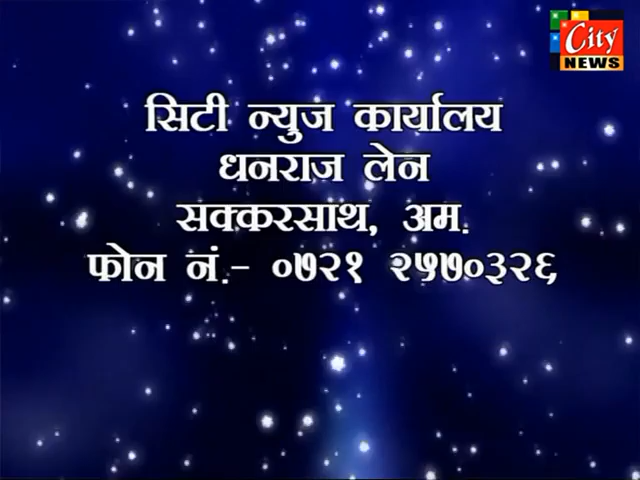 City
NEWS
सिटी न्युज कार्यालय
धनराज लेन
सक्करसाथ, अम.
फोन नं.- ०७२१ २५७०३२६